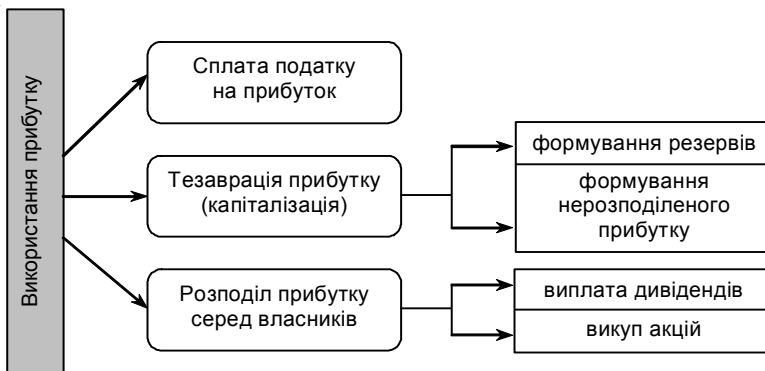 Використання прибутку
Сплата податку
на прибуток
Тезаврація прибутку
(капіталізація)
формування резервів
формування
нерозподіленого
прибутку
Розподіл прибутку
серед власників
виплата дивідендів
викуп акцій